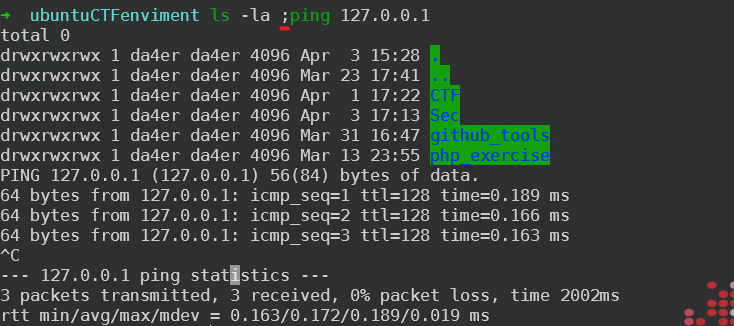 ➜  ubuntuCTFenviment ls -la ;ping 127.0.0.1
total 0
drwxrwxrwx 1 da4er da4er 4096 Apr  3 15:28 .
drwxrwxrwx 1 da4er da4er 4096 Mar 23 17:41 ..
drwxrwxrwx 1 da4er da4er 4096 Apr  1 17:22 CTF
drwxrwxrwx 1 da4er da4er 4096 Apr  3 17:13 Sec
drwxrwxrwx 1 da4er da4er 4096 Mar 31 16:47 github_tools
drwxrwxrwx 1 da4er da4er 4096 Mar 13 23:55 php_exercise
PING 127.0.0.1 (127.0.0.1) 56(84) bytes of data.
64 bytes from 127.0.0.1: icmp_seq=1 ttl=128 time=0.189 ms
64 bytes from 127.0.0.1: icmp_seq=2 ttl=128 time=0.166 ms
64 bytes from 127.0.0.1: icmp_seq=3 ttl=128 time=0.163 ms
^C
--- 127.0.0.1 ping statistics ---
3 packets transmitted, 3 received, 0% packet loss, time 2002ms
rtt min/avg/max/mdev = 0.163/0.172/0.189/0.019 ms